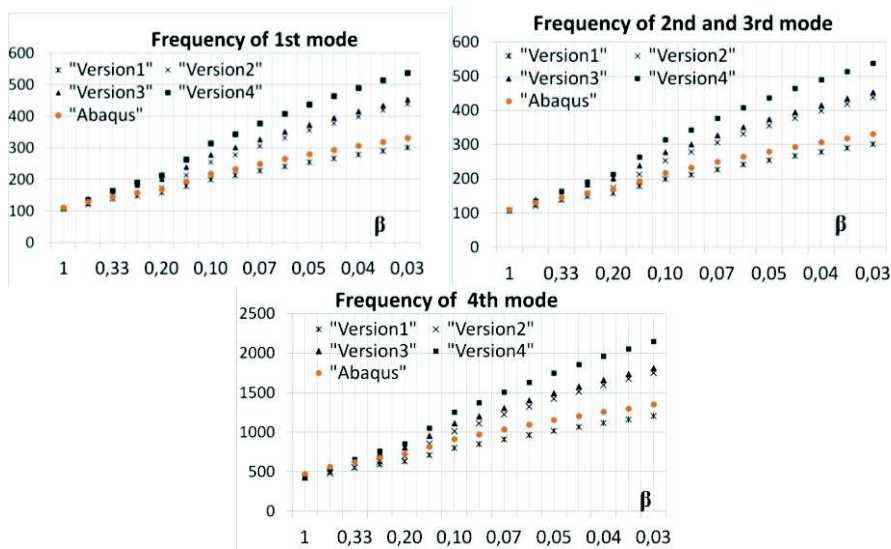 Frequency of 1st mode
"Version1" "Version2"
"Version3" "Version4"
"Abaqus"
600
500
400
300
200
100
0
β
1 0,33 0,20 0,10 0,07 0,05 0,04 0,03
Frequency of 2nd and 3rd mode
"Version1" "Version2"
"Version3" "Version4"
"Abaqus"
600
500
400
300
200
100
0
β
1 0,33 0,20 0,10 0,07 0,05 0,04 0,03
Frequency of 4th mode
"Version1" "Version2"
"Version3" "Version4"
"Abaqus"
2500
2000
1500
1000
500
0
β
1 0,33 0,20 0,10 0,07 0,05 0,04 0,03